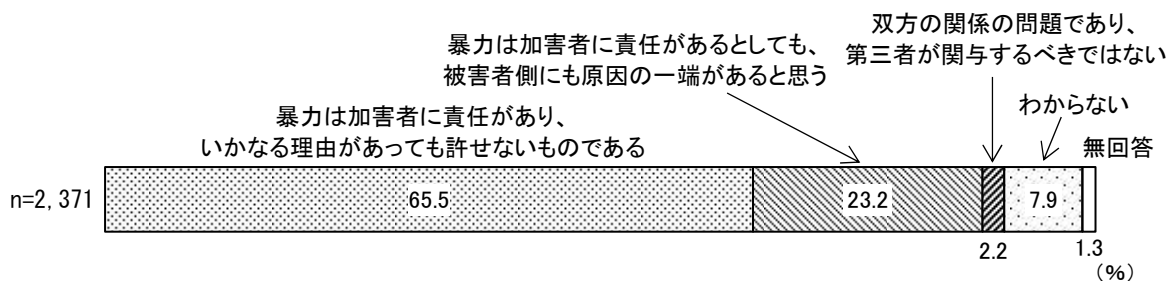 双方の関係の問題であり、
第三者が関与するべきではない
暴力は加害者に責任があるとしても、
被害者側にも原因の一端があると思う
わからない
暴力は加害者に責任があり、
いかなる理由があっても許せないものである
無回答
n=2,371
65.5
23.2
2.2
7.9
1.3
(%)